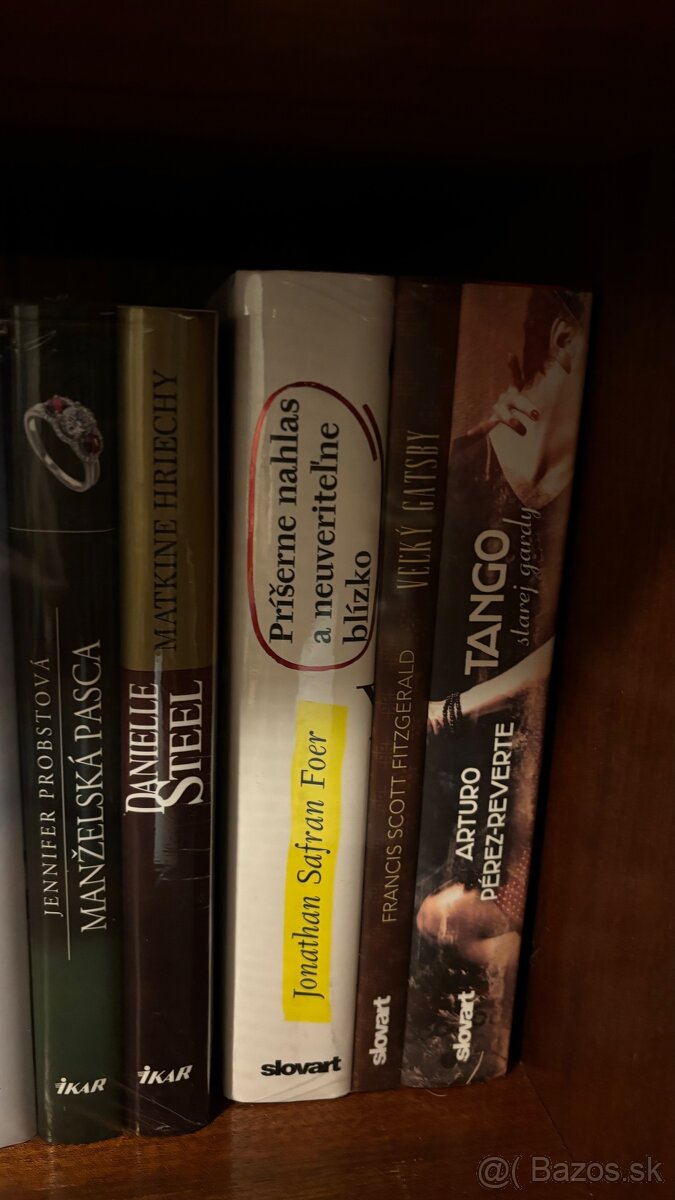 JENNIFER PROBSTOVÁ
MANŽELSKÁ PASCA
IKAR
MATKINE HRIECHY
DANIELLE
STEEL
IKAR
Príšerne nahlas
a neuveriteľne
blízko
Jonathan Safran Foer
slovart
VEĽKÝ GATSBY
FRANCIS SCOTT FITZGERALD
slovart
TANGO
starej gardy
ARTURO
PÉREZ-REVERTE
slovart
@( Bazos.sk